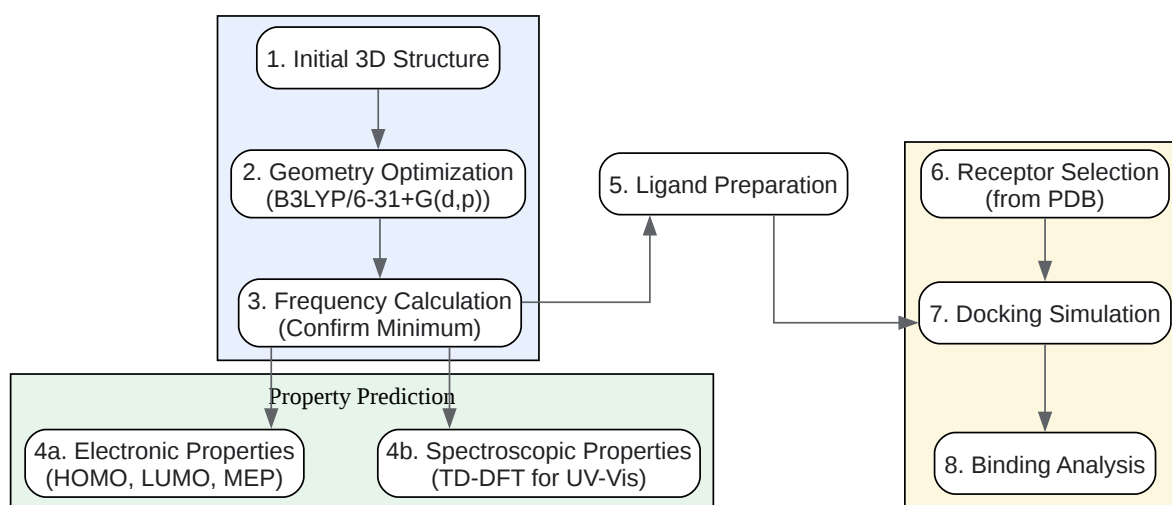 1. Initial 3D Structure
2. Geometry Optimization
(B3LYP/6-31+G(d,p))
3. Frequency Calculation
(Confirm Minimum)
Property Prediction
4a. Electronic Properties
(HOMO, LUMO, MEP)
4b. Spectroscopic Properties
(TD-DFT for UV-Vis)
5. Ligand Preparation
6. Receptor Selection
(from PDB)
7. Docking Simulation
8. Binding Analysis